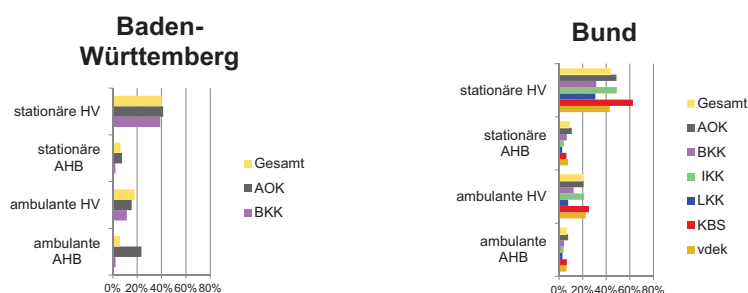 Baden-
Württemberg
stationäre HV
stationäre
AHB
ambulante HV
ambulante
AHB
0% 20% 40% 60% 80%
Gesamt
AOK
BKK
Bund
stationäre HV
stationäre
AHB
ambulante HV
ambulante
AHB
0% 20% 40% 60% 80%
Gesamt
AOK
BKK
IKK
LKK
KBS
vdek